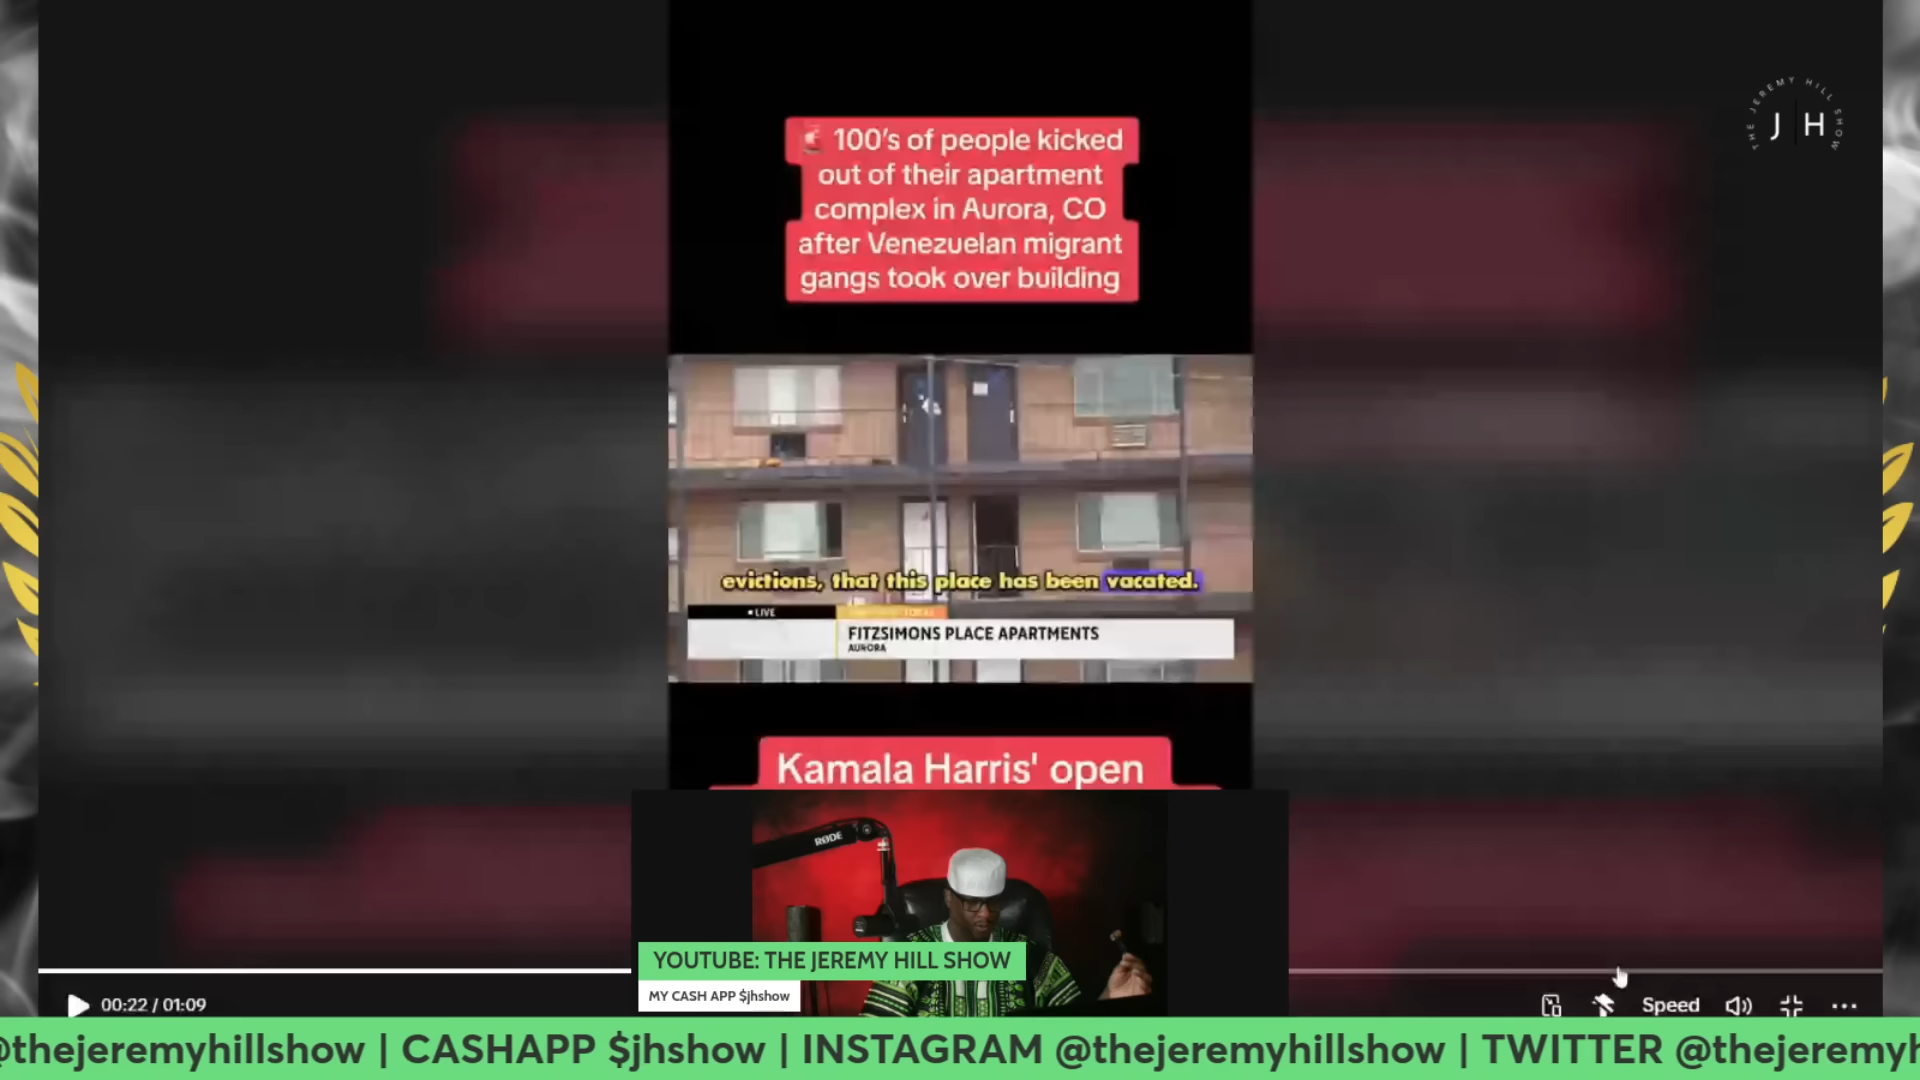 THE JEREMY HILL SHOW
J | H
🚨 100's of people kicked
out of their apartment
complex in Aurora, CO
after Venezuelan migrant
gangs took over building
evictions, that this place has been vacated.
LIVE
FITZSIMONS PLACE APARTMENTS
AURORA
Kamala Harris' open
RØDE
YOUTUBE: THE JEREMY HILL SHOW
MY CASH APP $jhshow
00:22 / 01:09
Speed
@thejeremyhillshow | CASHAPP $jhshow | INSTAGRAM @thejeremyhillshow | TWITTER @thejeremyh